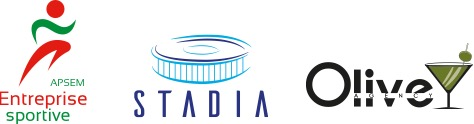 APSEM
Entreprise
sportive
STADIA
Olive
AGENCY